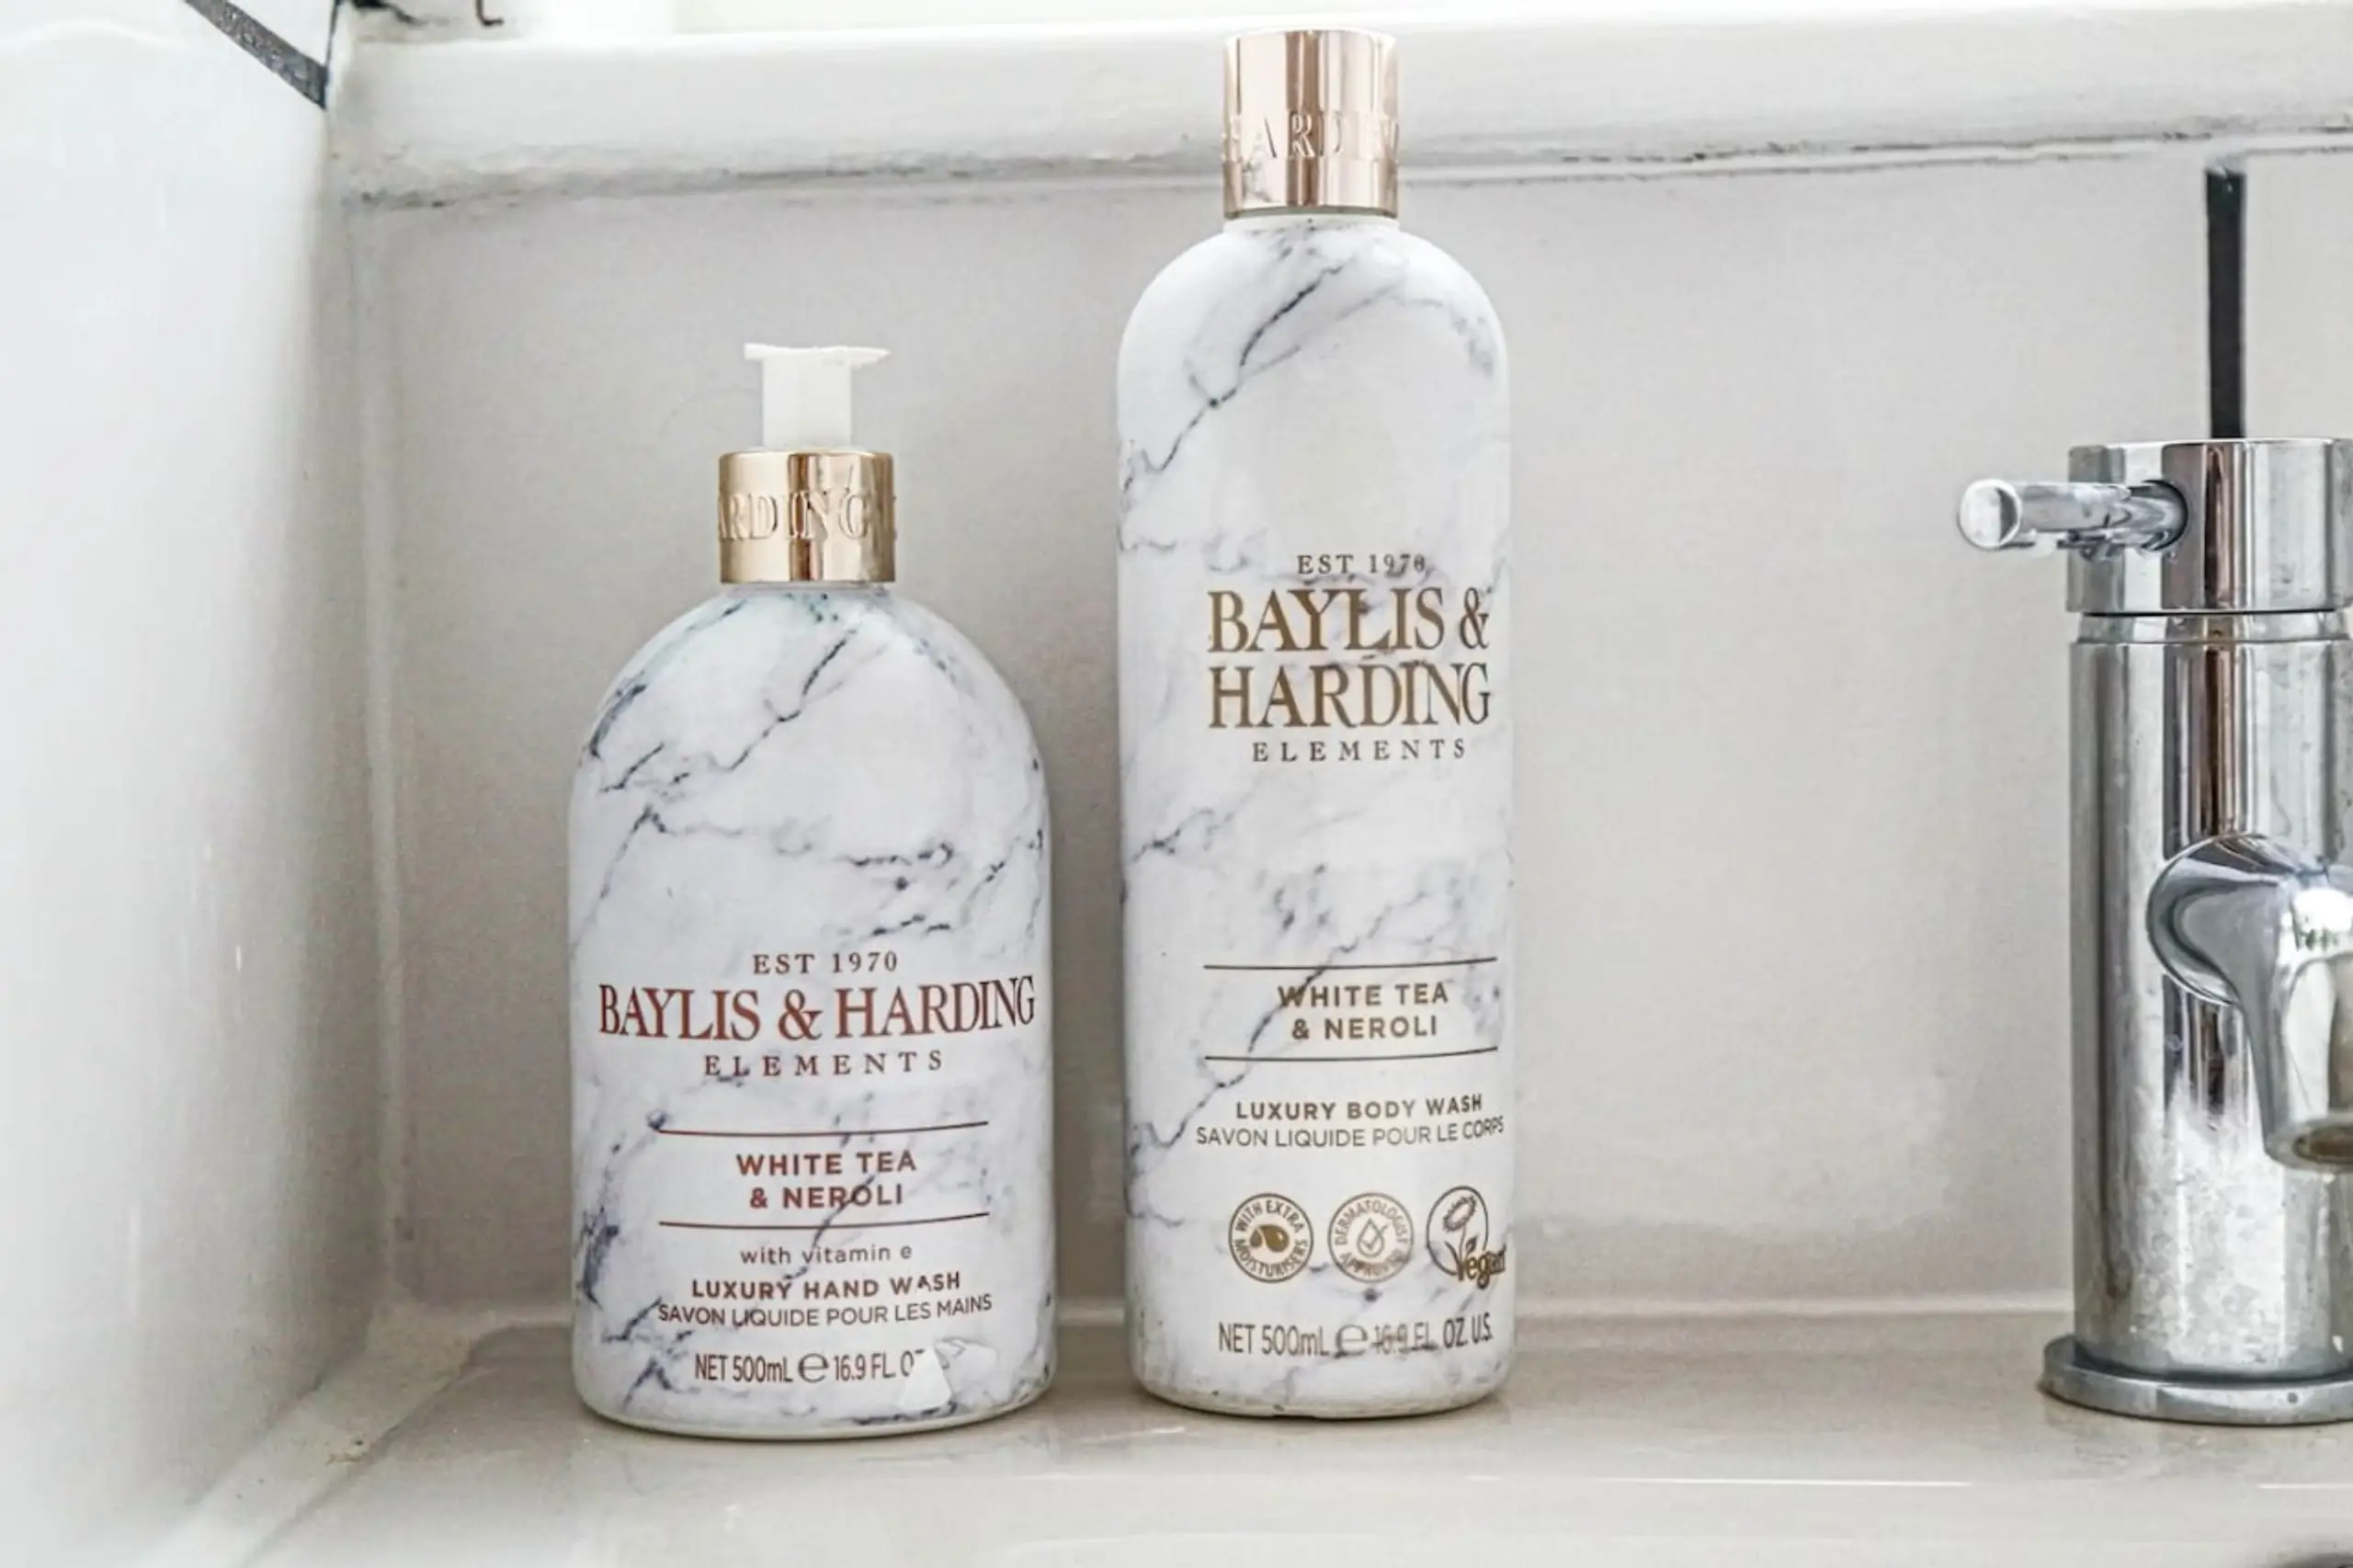 ARDING
EST 1970
BAYLIS & HARDING
ELEMENTS
WHITE TEA
& NEROLI
with vitamin e
LUXURY HAND WASH
SAVON LIQUIDE POUR LES MAINS
NET 500mL e 16.9 FL.
HARDIN
EST 1970
BAYLIS &
HARDING
ELEMENTS
WHITE TEA
& NEROLI
LUXURY BODY WASH
SAVON LIQUIDE POUR LE CORPS
WITH EXTRA MOISTURISERS
DERMATOLOGIST APPROVED
Vegan
NET 500mL e 16.9 FL. OZ. U.S.